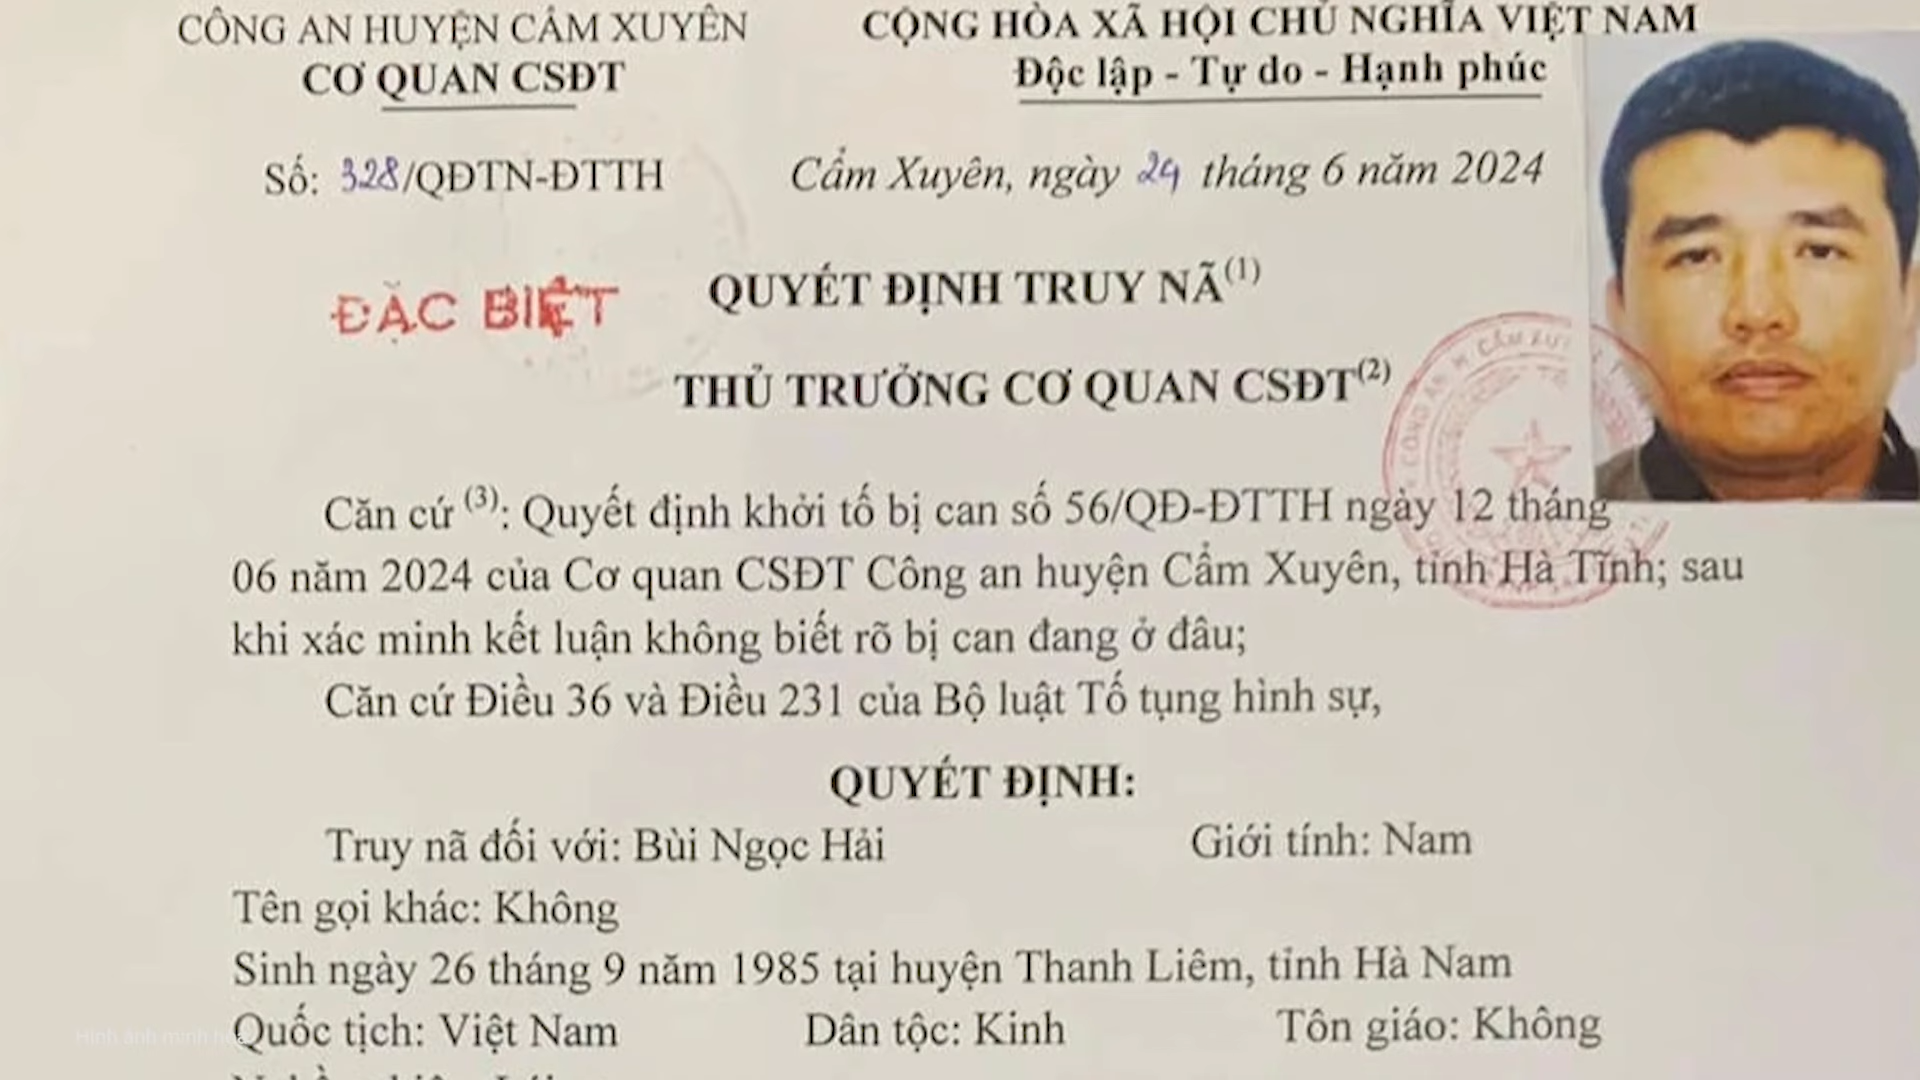 CÔNG AN HUYỆN CẨM XUYÊN
CƠ QUAN CSĐT
CỘNG HÒA XÃ HỘI CHỦ NGHĨA VIỆT NAM
Độc lập - Tự do - Hạnh phúc
Số: 328/QĐTN-ĐTTH
Cẩm Xuyên, ngày 24 tháng 6 năm 2024
ĐẶC BIỆT
QUYẾT ĐỊNH TRUY NÃ(1)
THỦ TRƯỞNG CƠ QUAN CSĐT(2)
Căn cứ (3): Quyết định khởi tố bị can số 56/QĐ-ĐTTH ngày 12 tháng
06 năm 2024 của Cơ quan CSĐT Công an huyện Cẩm Xuyên, tỉnh Hà Tĩnh; sau
khi xác minh kết luận không biết rõ bị can đang ở đâu;
Căn cứ Điều 36 và Điều 231 của Bộ luật Tố tụng hình sự,
QUYẾT ĐỊNH:
Truy nã đối với: Bùi Ngọc Hải Giới tính: Nam
Tên gọi khác: Không
Sinh ngày 26 tháng 9 năm 1985 tại huyện Thanh Liêm, tỉnh Hà Nam
Quốc tịch: Việt Nam Dân tộc: Kinh Tôn giáo: Không
Hình ảnh minh họa